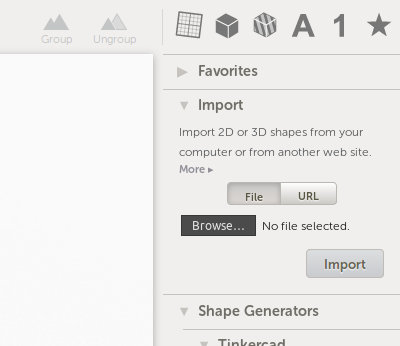 Group Ungroup A 1
Favorites
Import
Import 2D or 3D shapes from your
computer or from another web site.
More ▸
File URL
Browse... No file selected.
Import
Shape Generators
Tinkercad